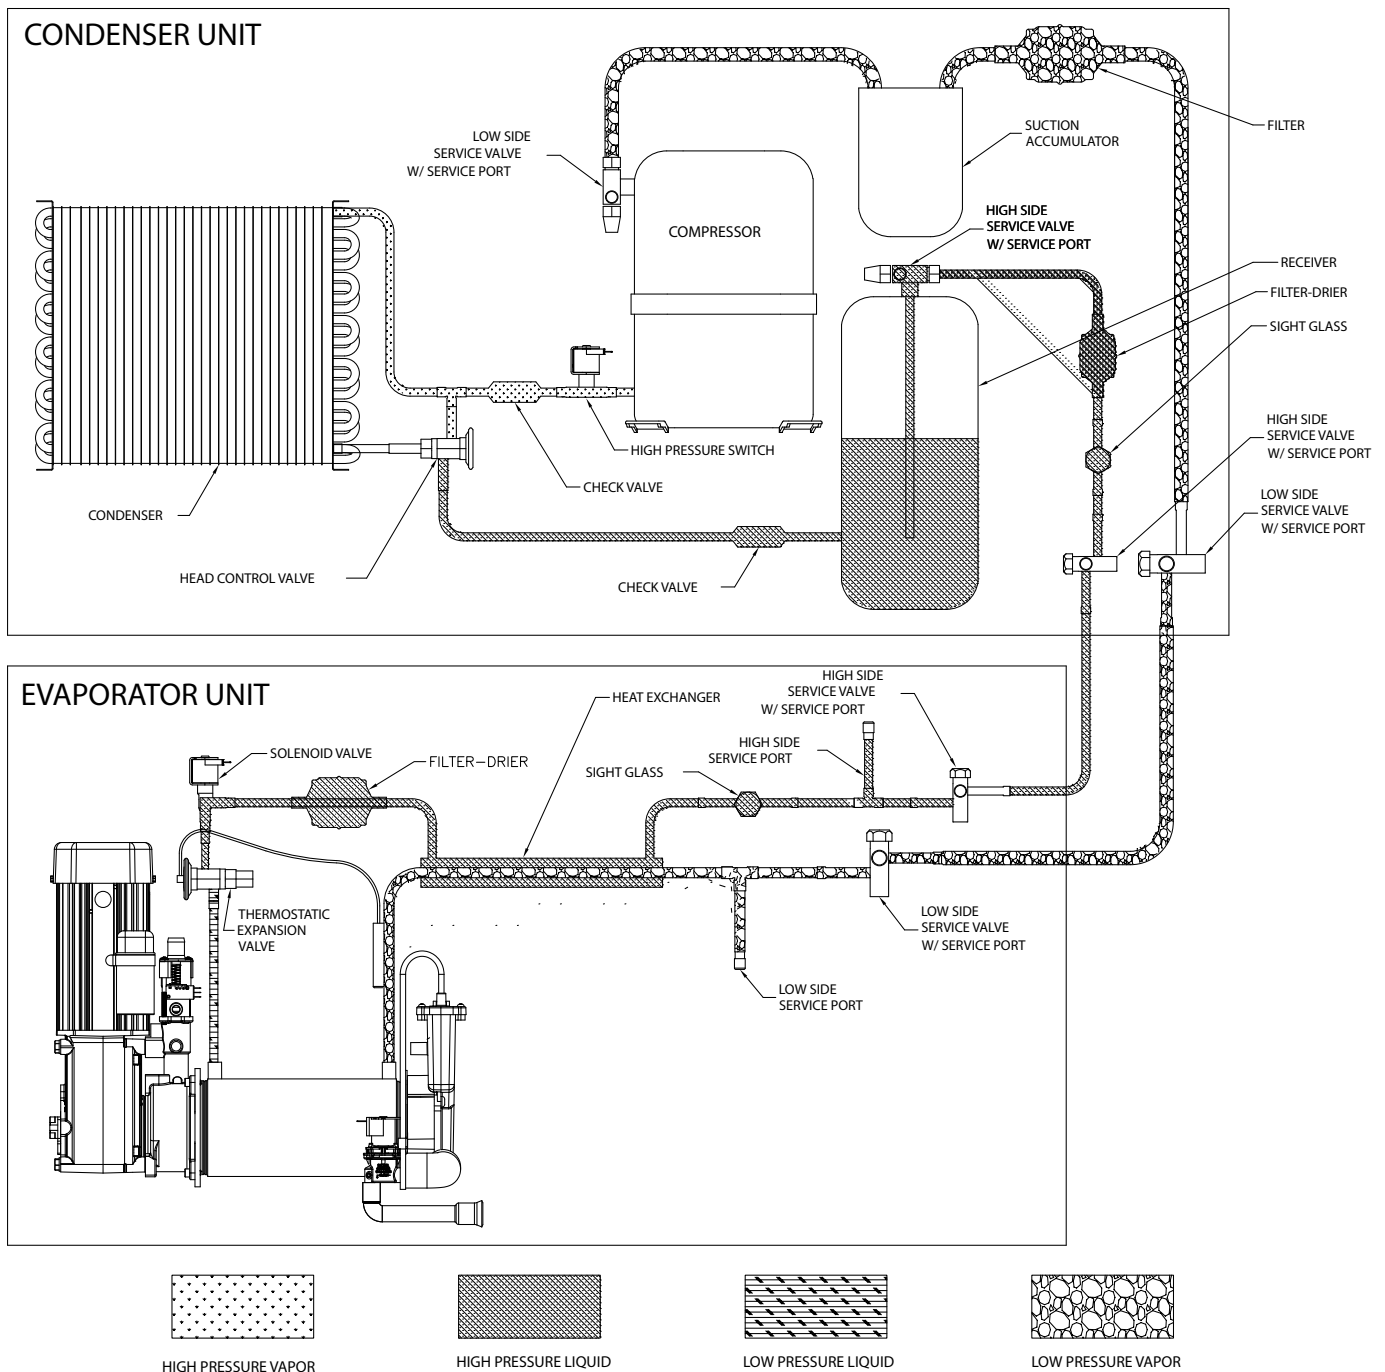 CONDENSER UNIT
LOW SIDE
SERVICE VALVE
W/ SERVICE PORT
SUCTION
ACCUMULATOR
FILTER
COMPRESSOR
HIGH SIDE
SERVICE VALVE
W/ SERVICE PORT
RECEIVER
FILTER-DRIER
SIGHT GLASS
HIGH SIDE
SERVICE VALVE
W/ SERVICE PORT
HIGH PRESSURE SWITCH
CHECK VALVE
CONDENSER
LOW SIDE
SERVICE VALVE
W/ SERVICE PORT
HEAD CONTROL VALVE
CHECK VALVE
EVAPORATOR UNIT
HEAT EXCHANGER
HIGH SIDE
SERVICE VALVE
W/ SERVICE PORT
SOLENOID VALVE
FILTER-DRIER
SIGHT GLASS
HIGH SIDE
SERVICE PORT
THERMOSTATIC
EXPANSION
VALVE
LOW SIDE
SERVICE VALVE
W/ SERVICE PORT
LOW SIDE
SERVICE PORT
HIGH PRESSURE VAPOR
HIGH PRESSURE LIQUID
LOW PRESSURE LIQUID
LOW PRESSURE VAPOR